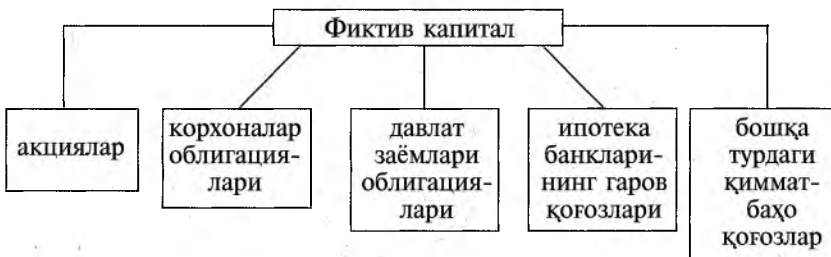 Фиктив капитал
акциялар
корхоналар
облигация-
лари
давлат
заёмлари
облигация-
лари
ипотека
банклари-
нинг гаров
қоғозлари
бошқа
турдаги
қиммат-
баҳо
қоғозлар